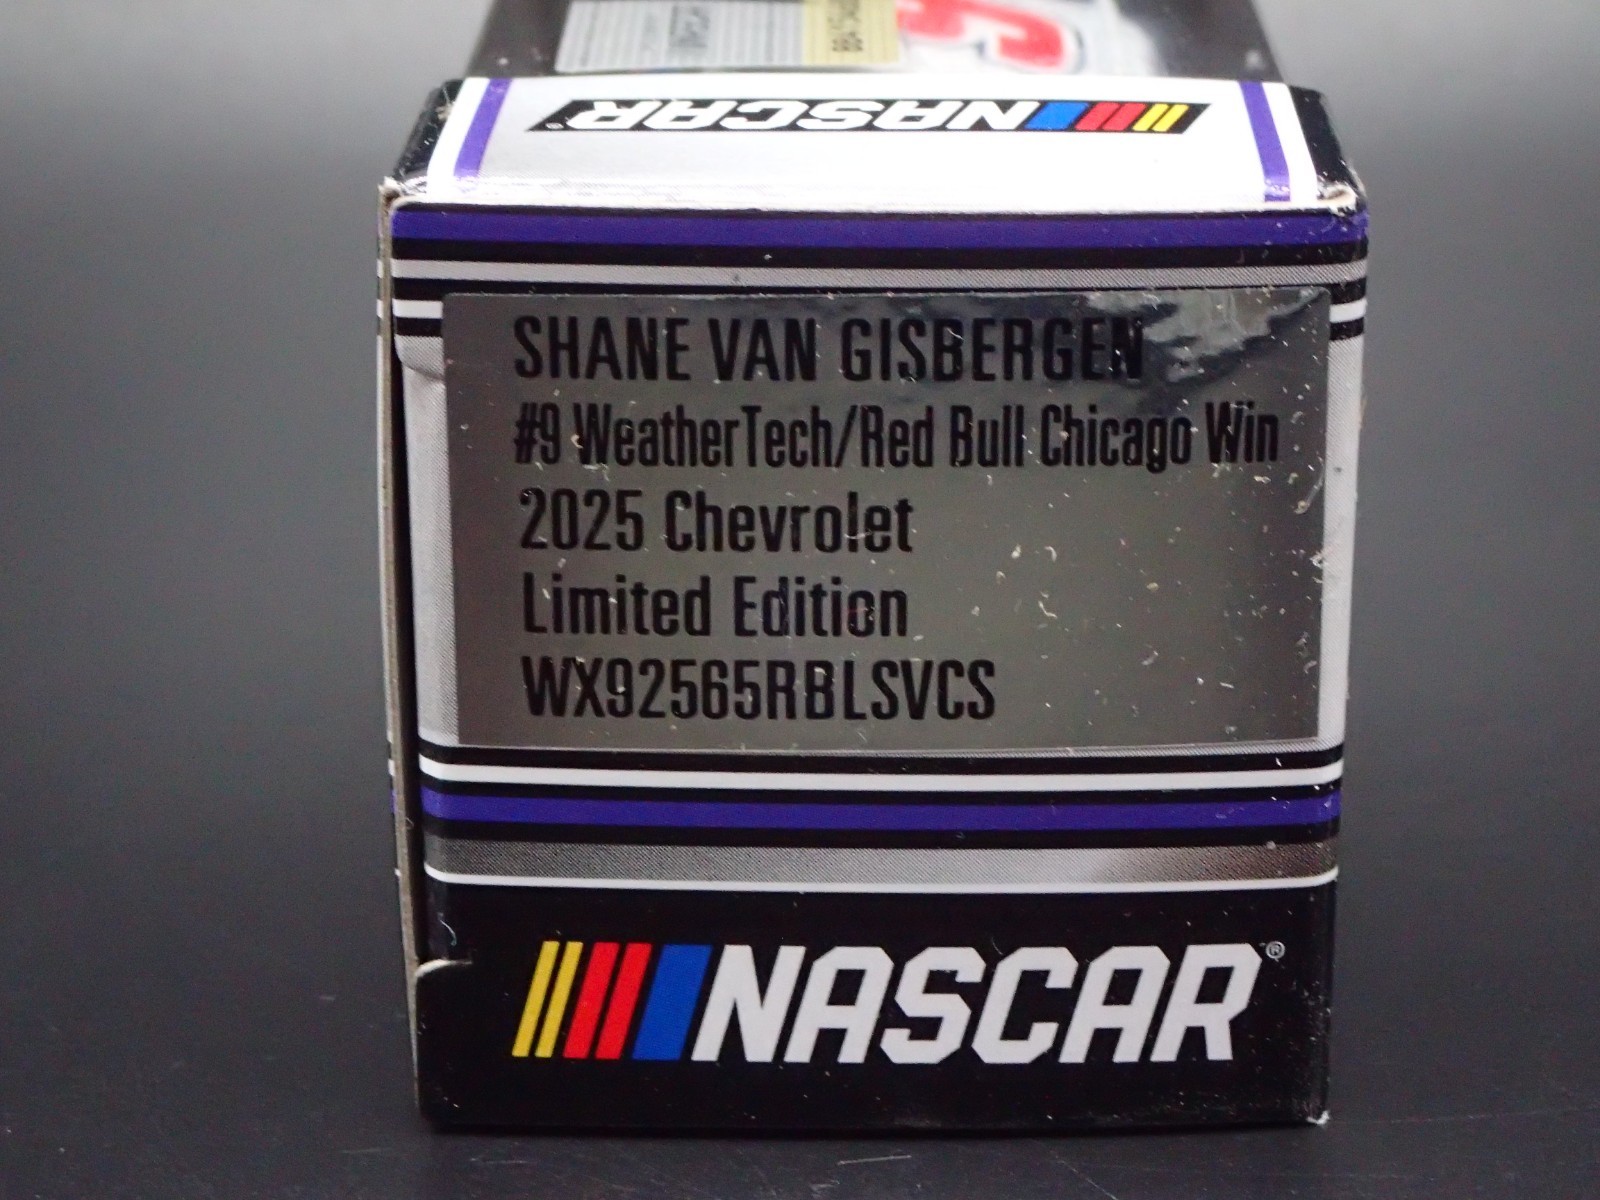 NASCAR
SHANE VAN GISBERGEN
#9 WeatherTech/Red Bull Chicago Win
2025 Chevrolet
Limited Edition
WX92565RBLSVCS
NASCAR®